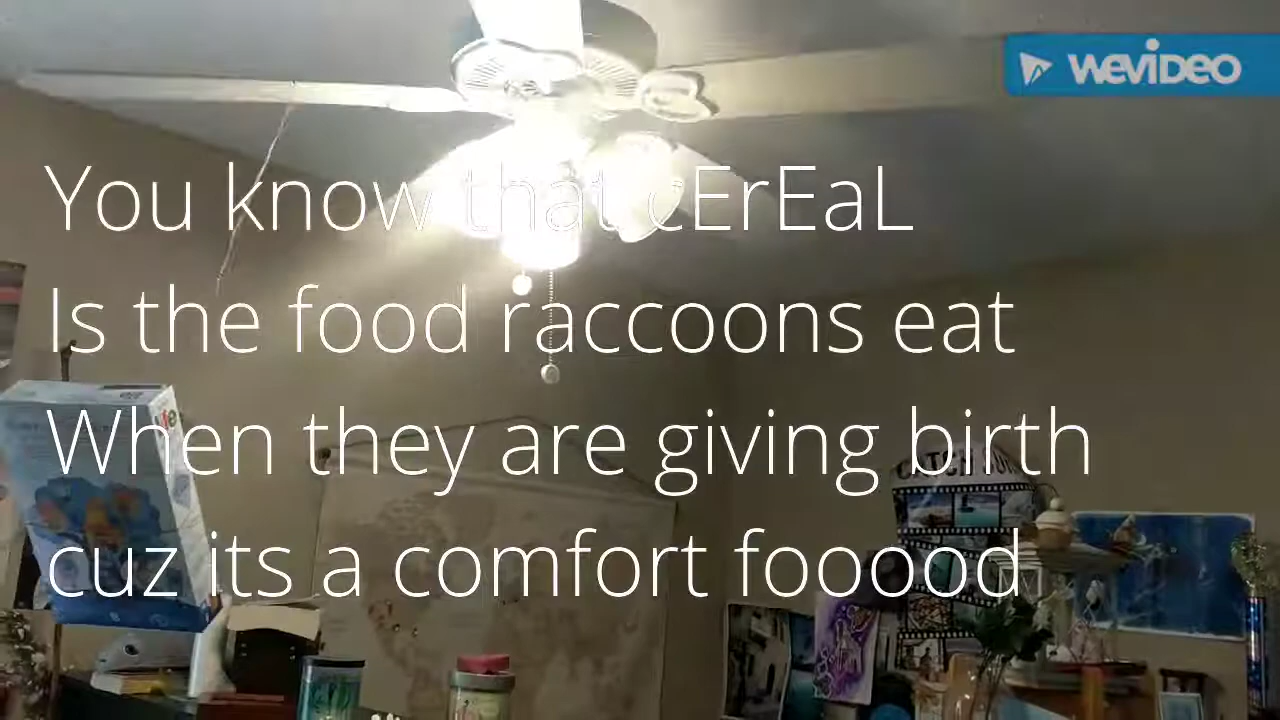 WEVIDEO
You know that cErEaL
Is the food raccoons eat
When they are giving birth
cuz its a comfort fooood